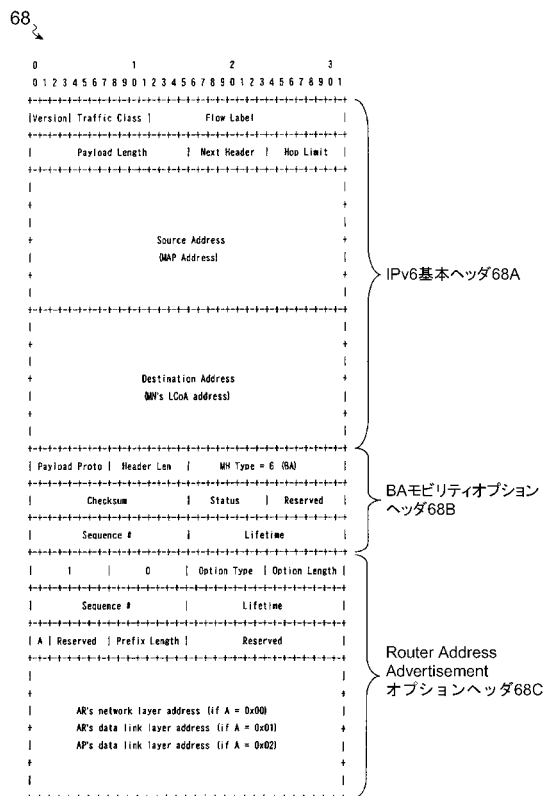 68
0 1 2 3
0 1 2 3 4 5 6 7 8 9 0 1 2 3 4 5 6 7 8 9 0 1 2 3 4 5 6 7 8 9 0 1
|Version| Traffic Class | Flow Label |
| Payload Length | Next Header | Hop Limit |
Source Address
(MAP Address)
IPv6基本ヘッダ68A
Destination Address
(MN's LCoA address)
| Payload Proto | Header Len | MH Type = 6 (BA) |
| Checksum | Status | Reserved |
BAモビリティオプション
ヘッダ68B
| Sequence # | Lifetime |
| 1 | 0 | Option Type | Option Length |
| Sequence # | Lifetime |
| A | Reserved | Prefix Length | Reserved |
Router Address
Advertisement
オプションヘッダ68C
AR's network layer address (if A = 0x00)
AR's data link layer address (if A = 0x01)
AP's data link layer address (if A = 0x02)